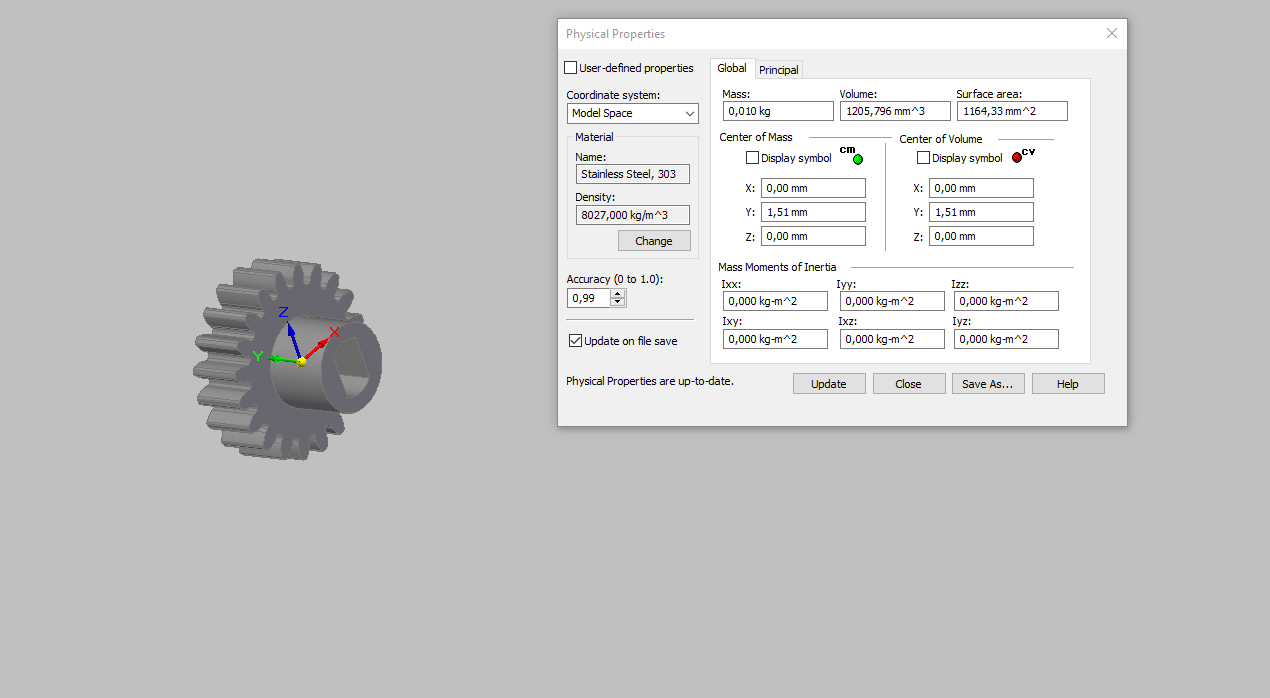 Physical Properties
User-defined properties
Coordinate system:
Model Space
Material
Name:
Stainless Steel, 303
Density:
8027,000 kg/m^3
Change
Accuracy (0 to 1.0):
0,99
Update on file save
Physical Properties are up-to-date.
Global Principal
Mass: Volume: Surface area:
0,010 kg 1205,796 mm^3 1164,33 mm^2
Center of Mass
Display symbol CM
X: 0,00 mm
Y: 1,51 mm
Z: 0,00 mm
Center of Volume
Display symbol CV
X: 0,00 mm
Y: 1,51 mm
Z: 0,00 mm
Mass Moments of Inertia
Ixx: Iyy: Izz:
0,000 kg-m^2 0,000 kg-m^2 0,000 kg-m^2
Ixy: Ixz: Iyz:
0,000 kg-m^2 0,000 kg-m^2 0,000 kg-m^2
Update Close Save As... Help
Z
X
Y